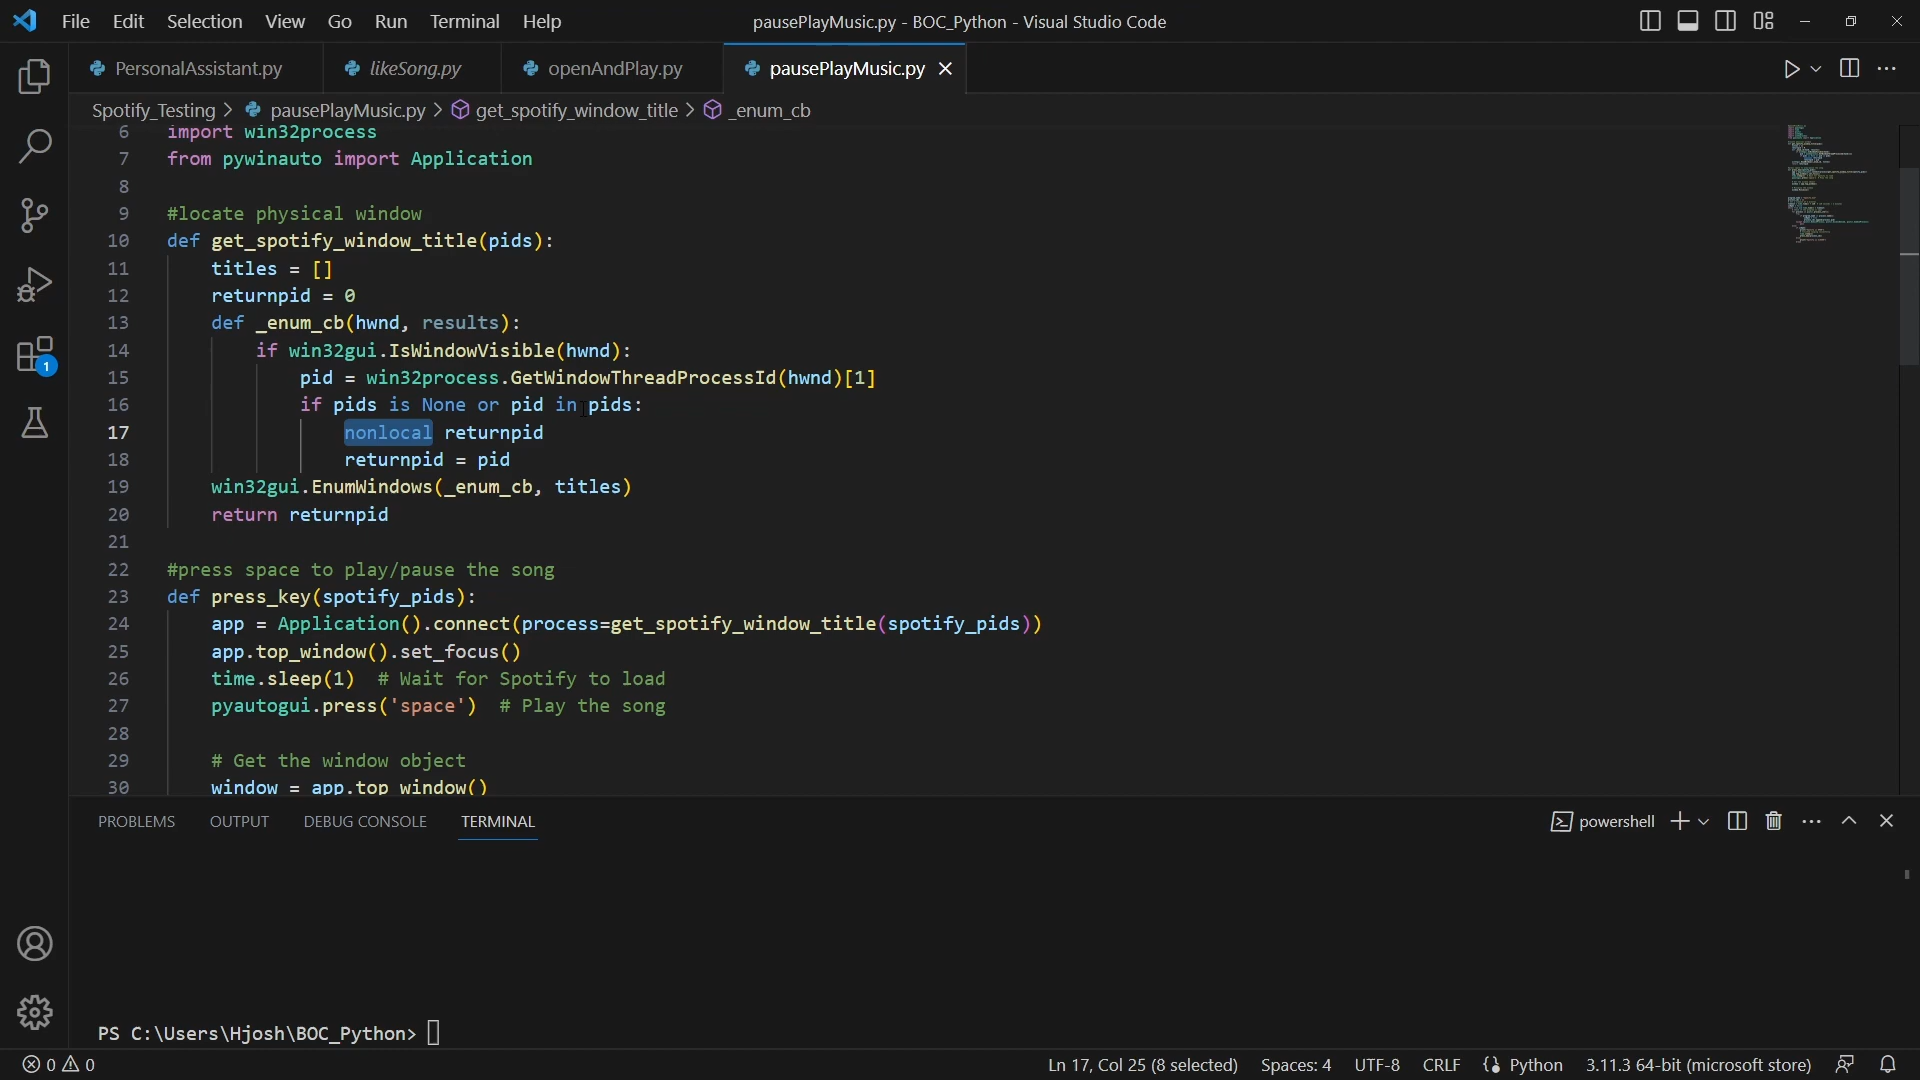 File Edit Selection View Go Run Terminal Help
pausePlayMusic.py - BOC_Python - Visual Studio Code
PersonalAssistant.py likeSong.py openAndPlay.py pausePlayMusic.py
Spotify_Testing > pausePlayMusic.py > get_spotify_window_title > _enum_cb
6 import win32process
7 from pywinauto import Application
8
9 #locate physical window
10 def get_spotify_window_title(pids):
11 titles = []
12 returnpid = 0
13 def _enum_cb(hwnd, results):
14 if win32gui.IsWindowVisible(hwnd):
15 pid = win32process.GetWindowThreadProcessId(hwnd)[1]
16 if pids is None or pid in pids:
17 nonlocal returnpid
18 returnpid = pid
19 win32gui.EnumWindows(_enum_cb, titles)
20 return returnpid
21
22 #press space to play/pause the song
23 def press_key(spotify_pids):
24 app = Application().connect(process=get_spotify_window_title(spotify_pids))
25 app.top_window().set_focus()
26 time.sleep(1) # Wait for Spotify to load
27 pyautogui.press('space') # Play the song
28
29 # Get the window object
30 window = app.top_window()
1
PROBLEMS OUTPUT DEBUG CONSOLE TERMINAL
powershell
PS C:\Users\Hjosh\BOC_Python>
0 0
Ln 17, Col 25 (8 selected) Spaces: 4 UTF-8 CRLF {} Python 3.11.3 64-bit (microsoft store)